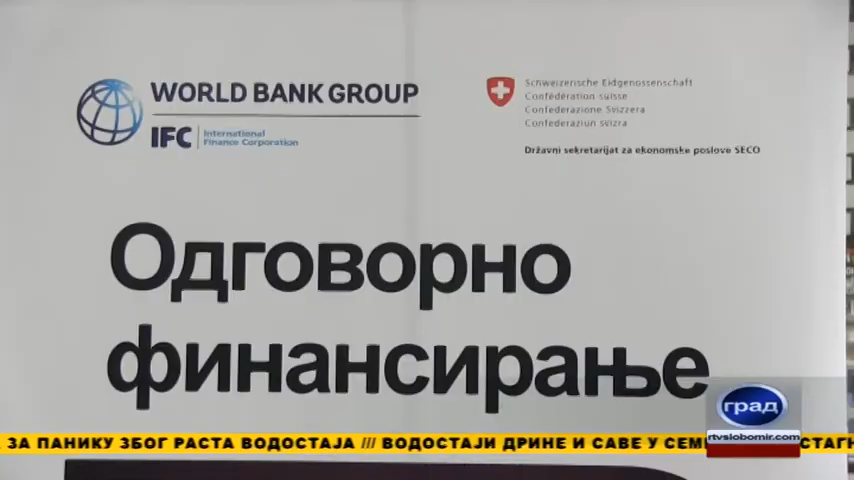 WORLD BANK GROUP
IFC
International
Finance Corporation
Schweizerische Eidgenossenschaft
Confédération suisse
Confederazione Svizzera
Confederaziun svizra
Državni sekretarijat za ekonomske poslove SECO
Одговорно
финансирање
град
rtvslobomir.com
ЗА ПАНИКУ ЗБОГ РАСТА ВОДОСТАЈА /// ВОДОСТАЈИ ДРИНЕ И САВЕ У